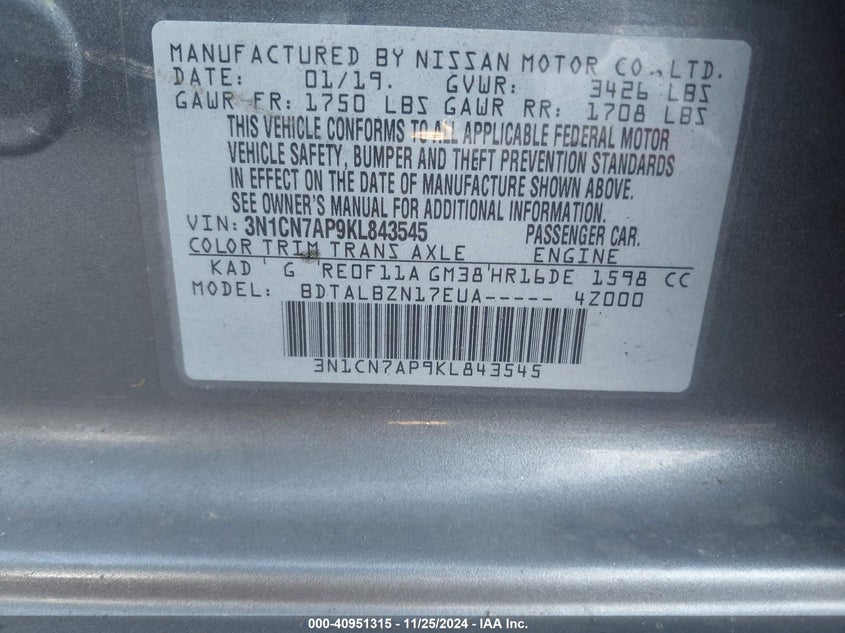 MANUFACTURED BY NISSAN MOTOR CO., LTD.
DATE: 01/19. GVWR: 3426 LBS
GAWR FR: 1750 LBS GAWR RR: 1708 LBS
THIS VEHICLE CONFORMS TO ALL APPLICABLE FEDERAL MOTOR
VEHICLE SAFETY, BUMPER AND THEFT PREVENTION STANDARDS
IN EFFECT ON THE DATE OF MANUFACTURE SHOWN ABOVE.
SEE OWNER'S MANUAL FOR ADDITIONAL INFORMATION.
VIN: 3N1CN7AP9KL843545 PASSENGER CAR.
COLOR TRIM TRANS AXLE ENGINE
KAD G RE0F11A GM38 HR16DE 1598 CC
MODEL: BDTALBZN17EUA----- 4Z000
3N1CN7AP9KL843545
000-40951315 - 11/25/2024 - IAA Inc.